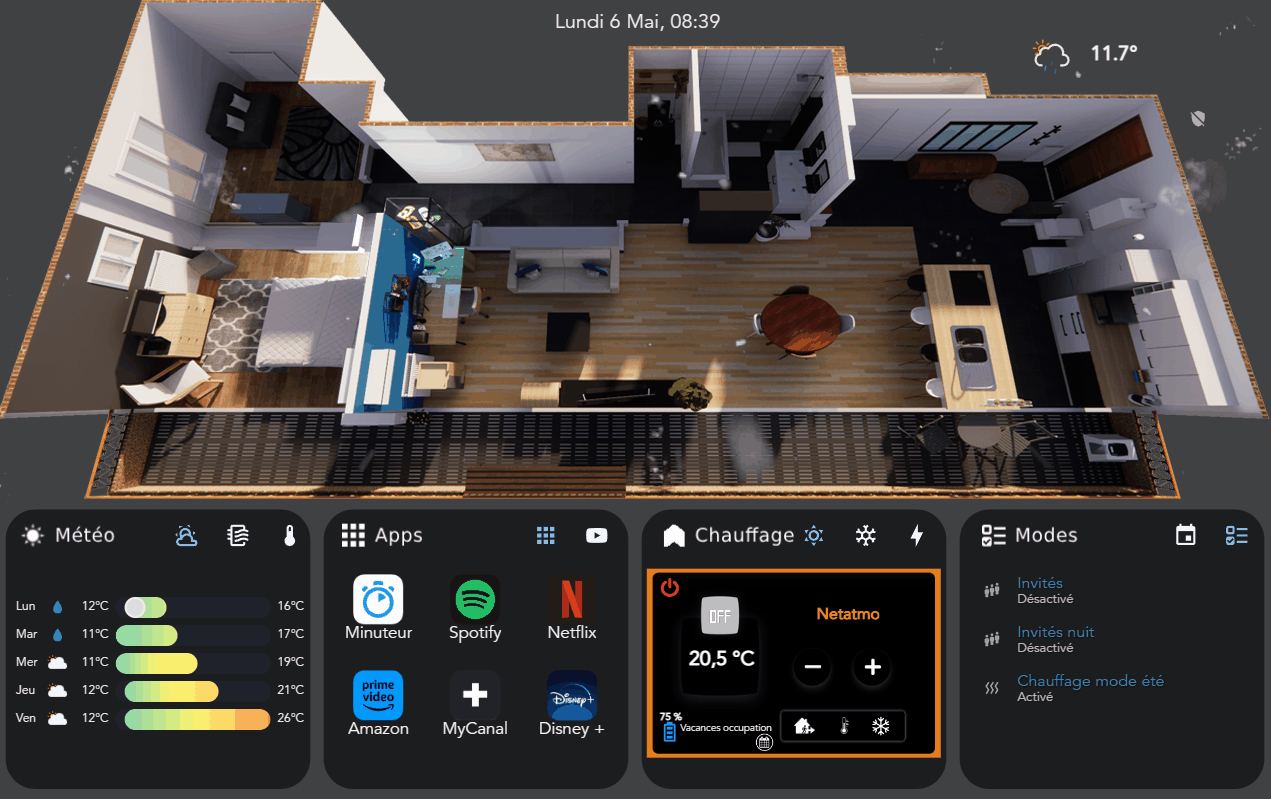 Lundi 6 Mai, 08:39
11.7°
Météo
Lun 12°C 16°C
Mar 11°C 17°C
Mer 11°C 19°C
Jeu 12°C 21°C
Ven 12°C 26°C
Apps
Minuteur Spotify Netflix
prime video
Disney+
Amazon MyCanal Disney +
Chauffage
OFF
Netatmo
20,5 °C
75 %
Vacances occupation
Modes
Invités
Désactivé
Invités nuit
Désactivé
Chauffage mode été
Activé